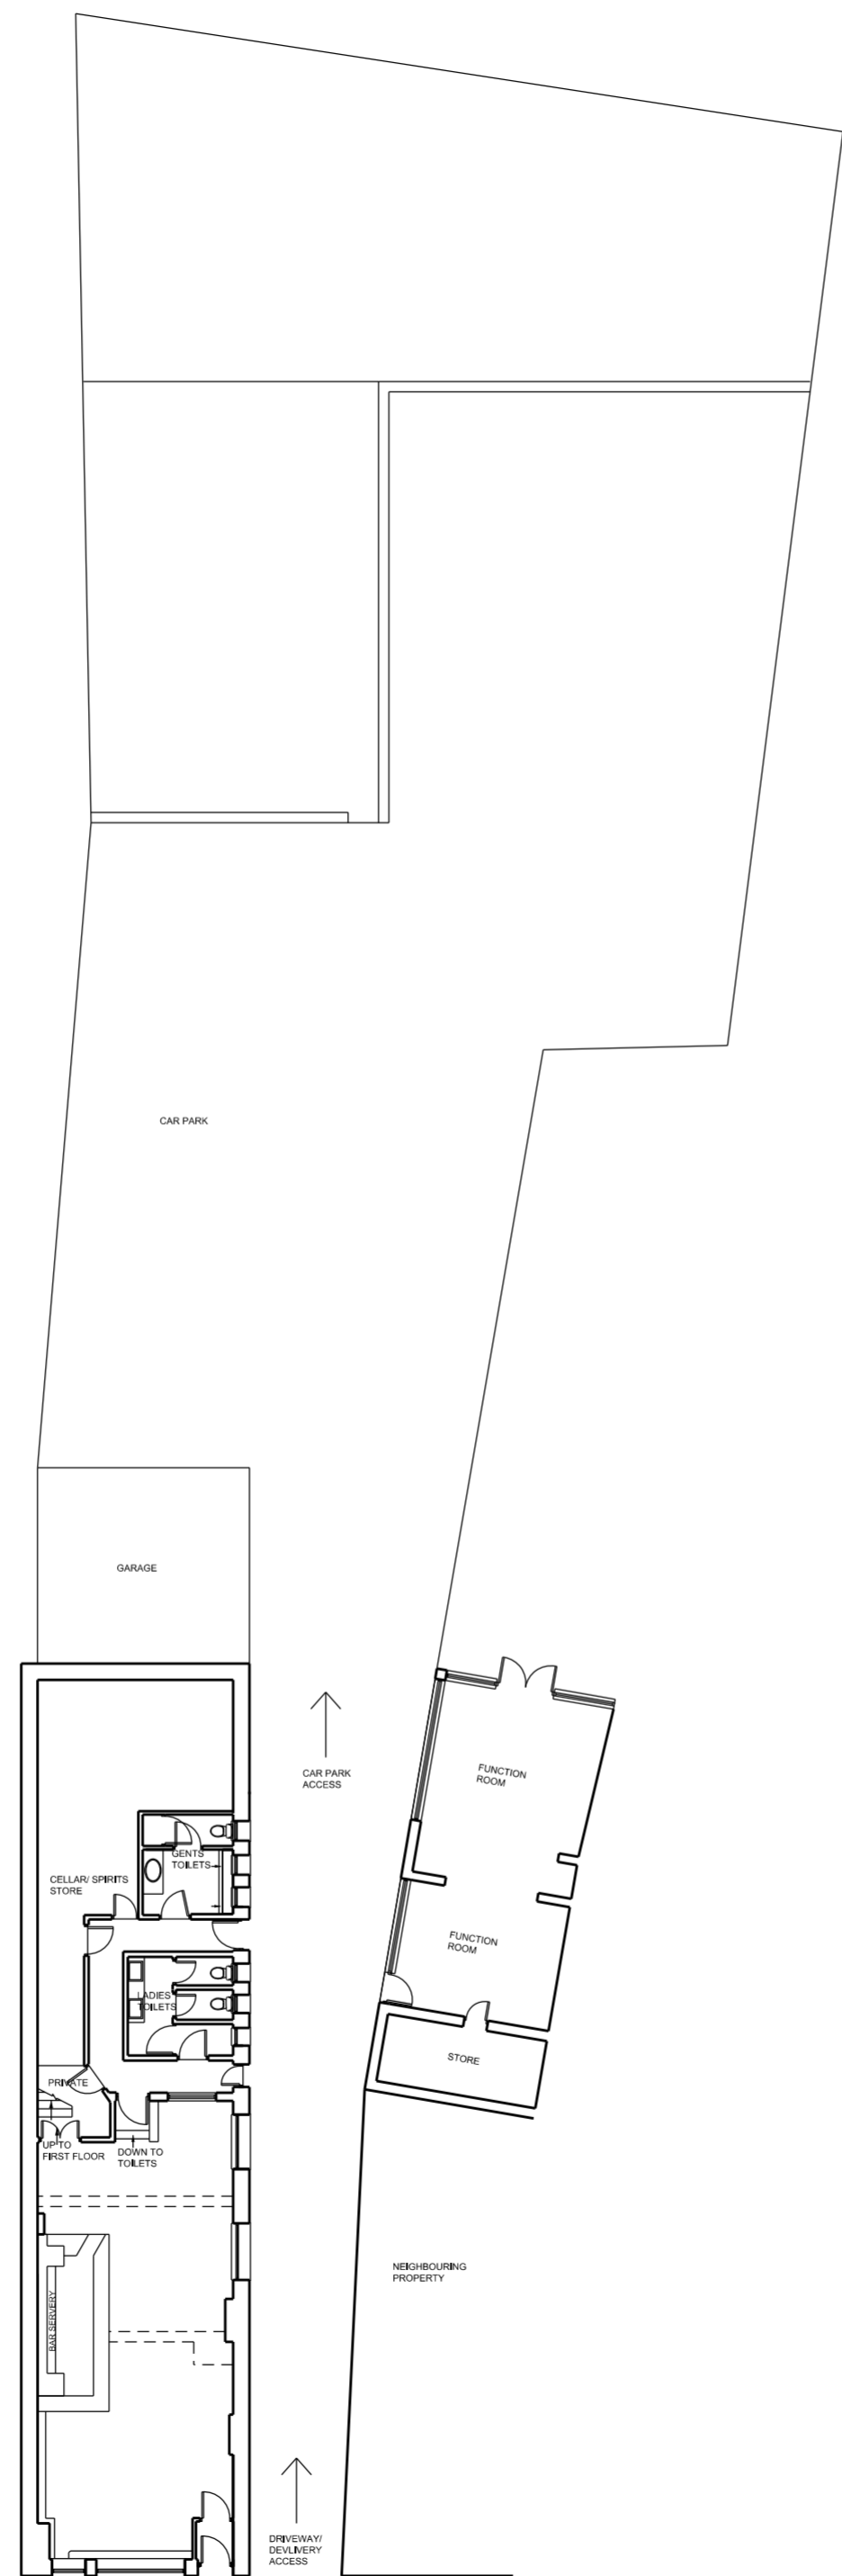 CAR PARK
GARAGE
CAR PARK
ACCESS
FUNCTION
ROOM
GENTS
TOILETS
CELLAR/ SPIRITS
STORE
FUNCTION
ROOM
LADIES
TOILETS
STORE
PRIVATE
UP TO
FIRST FLOOR
DOWN TO
TOILETS
NEIGHBOURING
PROPERTY
BAR SERVERY
DRIVEWAY/
DEVLIVERY
ACCESS